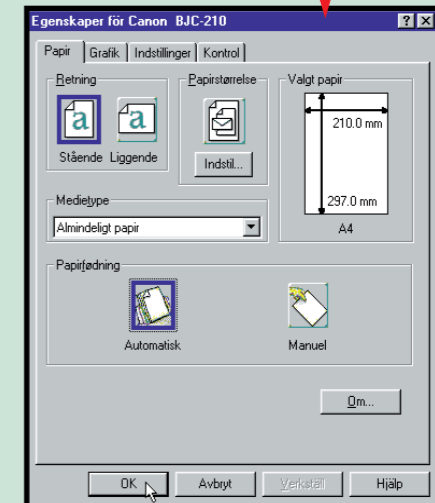 Egenskaper för Canon BJC-210
Papir Grafik Indstillinger Kontrol
Retning
Stående Liggende
Papirstørrelse
Indstil...
Valgt papir
210.0 mm
297.0 mm
A4
Medietype
Almindeligt papir
Papirfødning
Automatisk Manuel
Om...
OK Avbryt Verkställ Hjälp